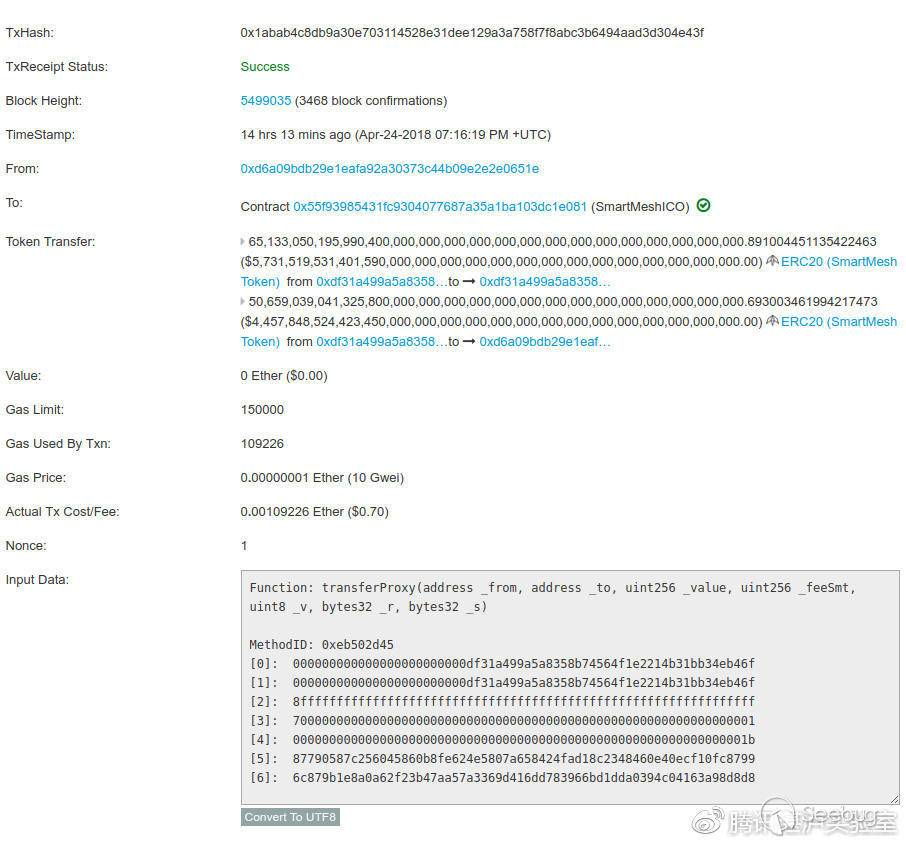 TxHash: 0x1abab4c8db9a30e703114528e31dee129a3a758f7f8abc3b6494aad3d304e43f
TxReceipt Status: Success
Block Height: 5499035 (3468 block confirmations)
TimeStamp: 14 hrs 13 mins ago (Apr-24-2018 07:16:19 PM +UTC)
From: 0xd6a09bdb29e1eafa92a30373c44b09e2e2e0651e
To: Contract 0x55f93985431fc9304077687a35a1ba103dc1e081 (SmartMeshICO)
Token Transfer: 65,133,050,195,990,400,000,000,000,000,000,000,000,000,000,000,000,000,000,000,000.891004451135422463
($5,731,519,531,401,590,000,000,000,000,000,000,000,000,000,000,000,000,000,000,000.00) ERC20 (SmartMesh
Token) from 0xdf31a499a5a8358…to → 0xdf31a499a5a8358…
50,659,039,041,325,800,000,000,000,000,000,000,000,000,000,000,000,000,000,000,000.693003461994217473
($4,457,848,524,423,450,000,000,000,000,000,000,000,000,000,000,000,000,000,000,000.00) ERC20 (SmartMesh
Token) from 0xdf31a499a5a8358…to → 0xd6a09bdb29e1eaf…
Value: 0 Ether ($0.00)
Gas Limit: 150000
Gas Used By Txn: 109226
Gas Price: 0.00000001 Ether (10 Gwei)
Actual Tx Cost/Fee: 0.00109226 Ether ($0.70)
Nonce: 1
Input Data:
Function: transferProxy(address _from, address _to, uint256 _value, uint256 _feeSmt,
uint8 _v, bytes32 _r, bytes32 _s)
MethodID: 0xeb502d45
[0]: 000000000000000000000000df31a499a5a8358b74564f1e2214b31bb34eb46f
[1]: 000000000000000000000000df31a499a5a8358b74564f1e2214b31bb34eb46f
[2]: 8fffffffffffffffffffffffffffffffffffffffffffffffffffffffffffffff
[3]: 7000000000000000000000000000000000000000000000000000000000000001
[4]: 000000000000000000000000000000000000000000000000000000000000001b
[5]: 87790587c256045860b8fe624e5807a658424fad18c2348460e40ecf10fc8799
[6]: 6c879b1e8a0a62f23b47aa57a3369d416dd783966bd1dda0394c04163a98d8d8
Convert To UTF8
Seebug